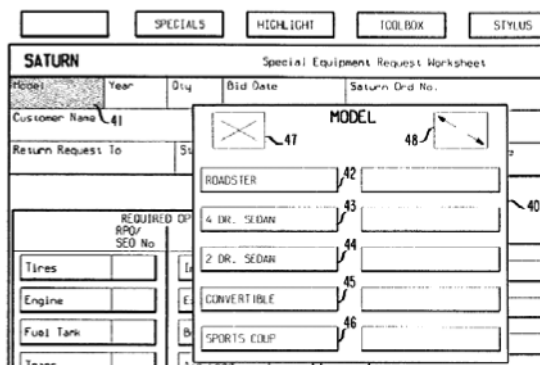 SPECIALS HIGHLIGHT TOOLBOX STYLUS
SATURN Special Equipment Request Worksheet
Model Year Qty Bid Date Saturn Ord No.
Customer Name 41
MODEL
47 48
Return Request To
ROADSTER 42
40
4 DR. SEDAN 43
REQUIRED OP
RPO/
SEO No
2 DR. SEDAN 44
Tires
CONVERTIBLE 45
Engine
SPORTS COUP 46
Fuel Tank